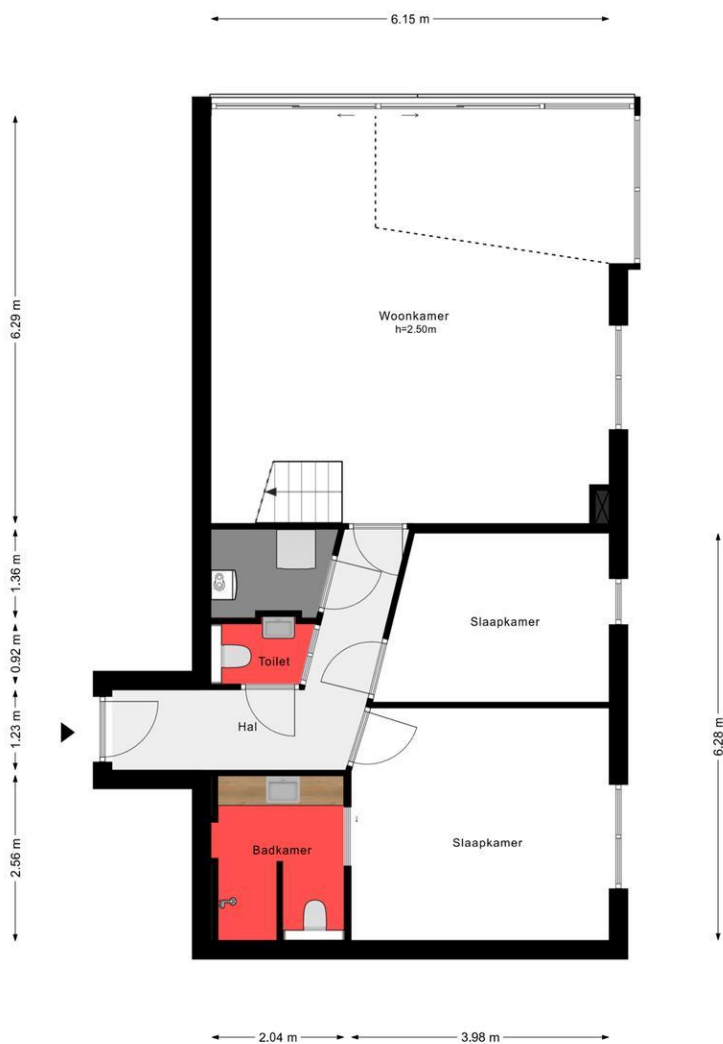 6.15 m
6.29 m
Woonkamer
h=2.50m
1.36 m
Slaapkamer
0.92 m
Toilet
1.23 m
Hal
6.28 m
2.56 m
Badkamer
Slaapkamer
2.04 m
3.98 m